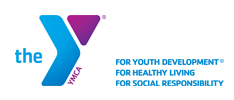 the
YMCA
FOR YOUTH DEVELOPMENT®
FOR HEALTHY LIVING
FOR SOCIAL RESPONSIBILITY